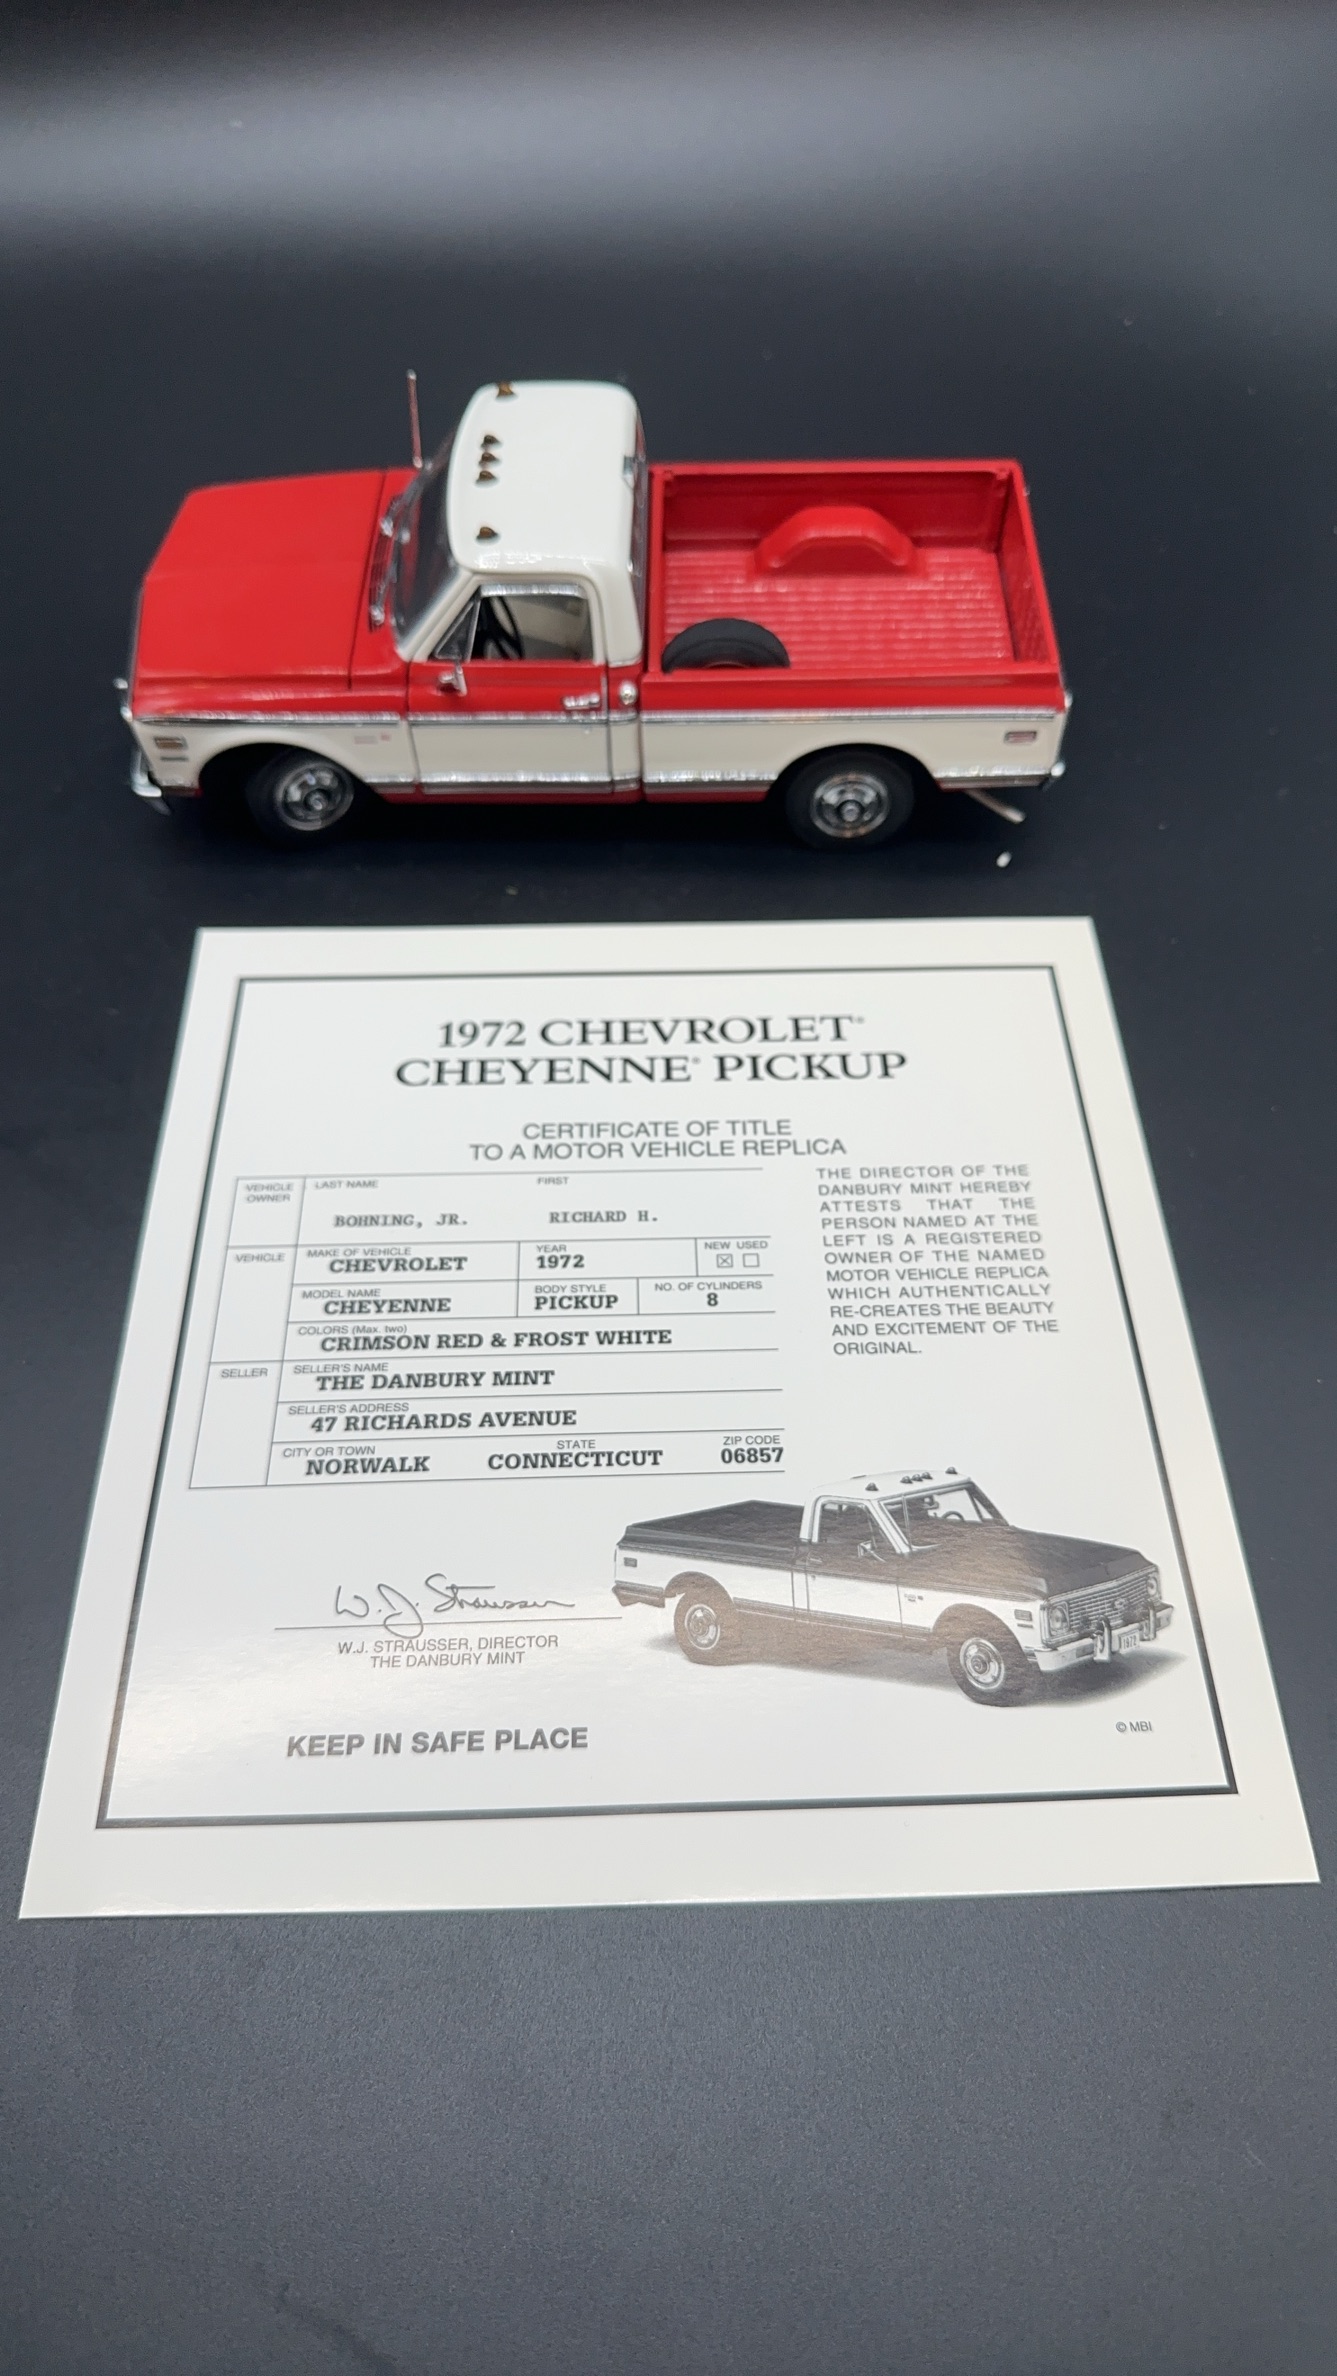 1972 CHEVROLET®
CHEYENNE® PICKUP
CERTIFICATE OF TITLE
TO A MOTOR VEHICLE REPLICA
VEHICLE OWNER
LAST NAME FIRST
BOHNING, JR. RICHARD H.
VEHICLE
MAKE OF VEHICLE YEAR NEW USED
CHEVROLET 1972 ☒ ☐
MODEL NAME BODY STYLE NO. OF CYLINDERS
CHEYENNE PICKUP 8
COLORS (Max. two)
CRIMSON RED & FROST WHITE
SELLER
SELLER'S NAME
THE DANBURY MINT
SELLER'S ADDRESS
47 RICHARDS AVENUE
CITY OR TOWN STATE ZIP CODE
NORWALK CONNECTICUT 06857
THE DIRECTOR OF THE
DANBURY MINT HEREBY
ATTESTS THAT THE
PERSON NAMED AT THE
LEFT IS A REGISTERED
OWNER OF THE NAMED
MOTOR VEHICLE REPLICA
WHICH AUTHENTICALLY
RE-CREATES THE BEAUTY
AND EXCITEMENT OF THE
ORIGINAL.
W.J. Strausser
W.J. STRAUSSER, DIRECTOR
THE DANBURY MINT
1972
KEEP IN SAFE PLACE
© MBI